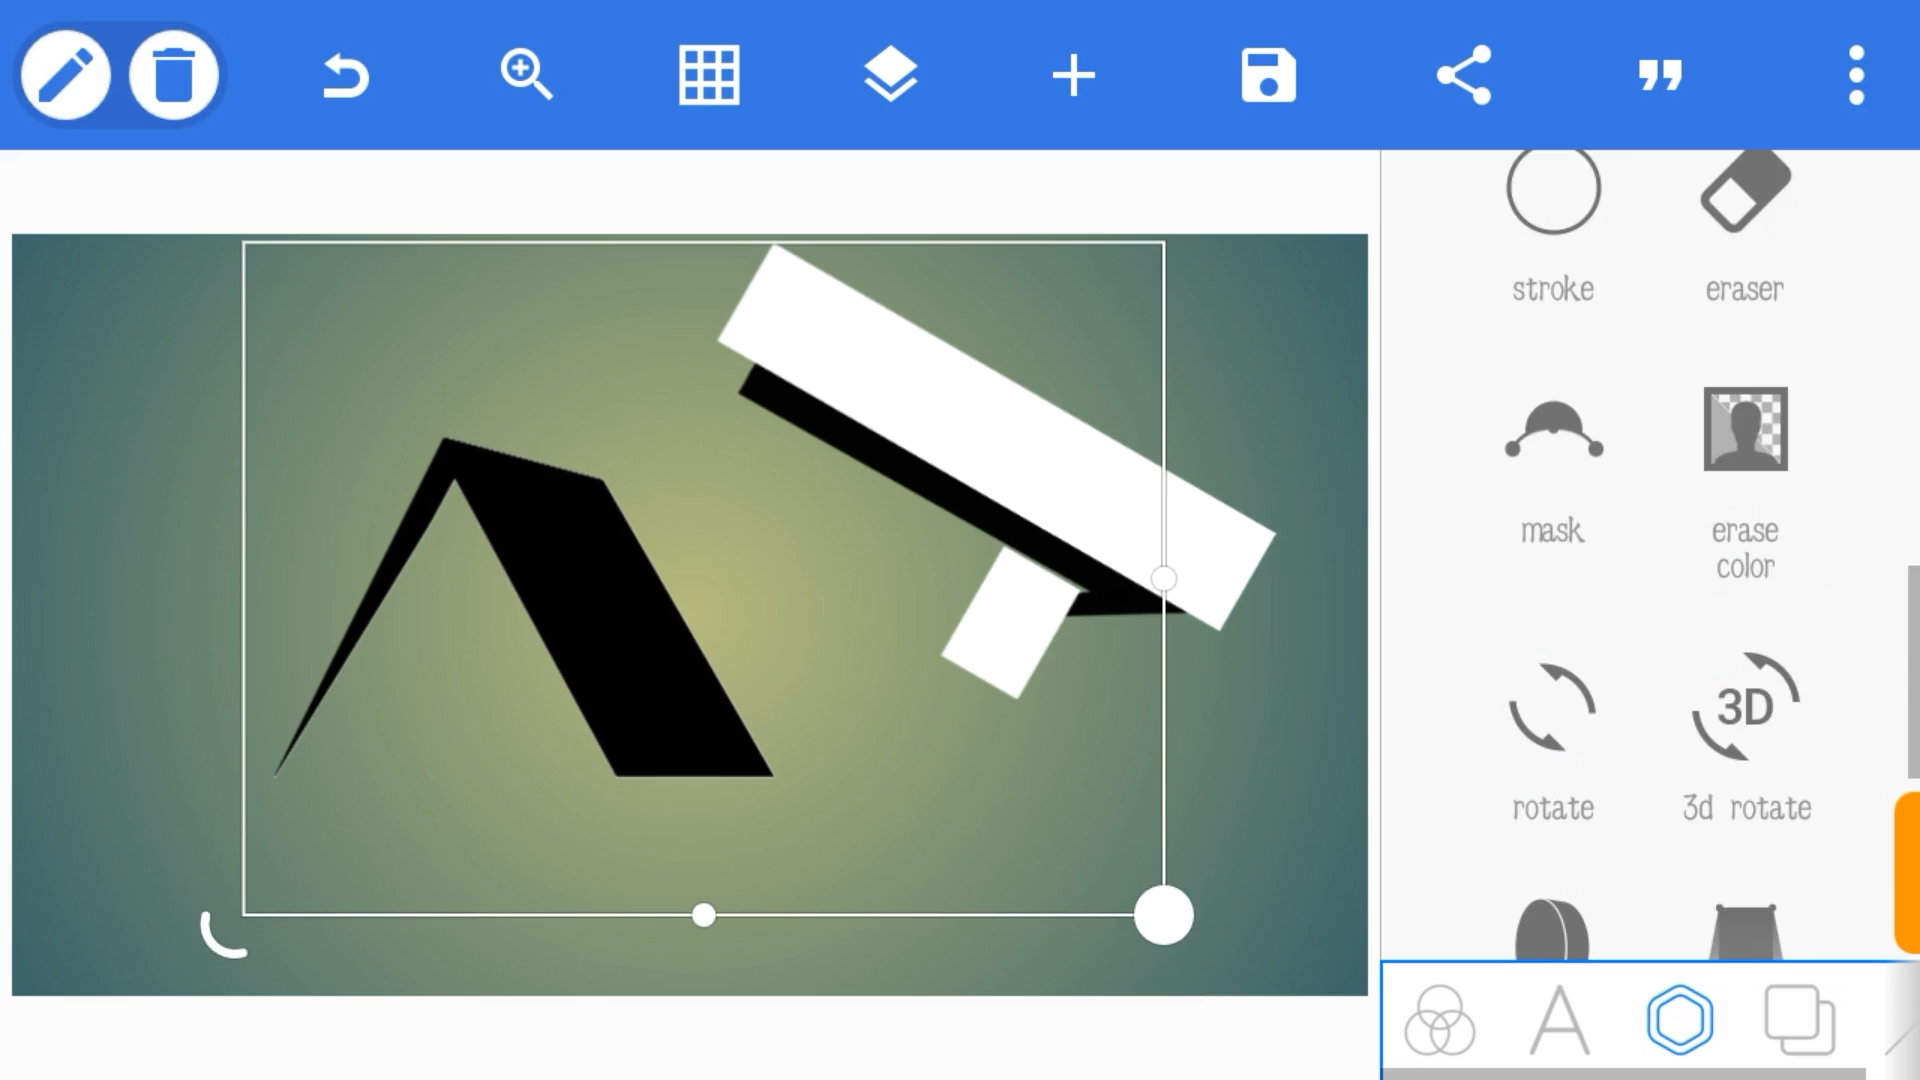 stroke
eraser
mask
erase
color
3D
rotate
3d rotate
A